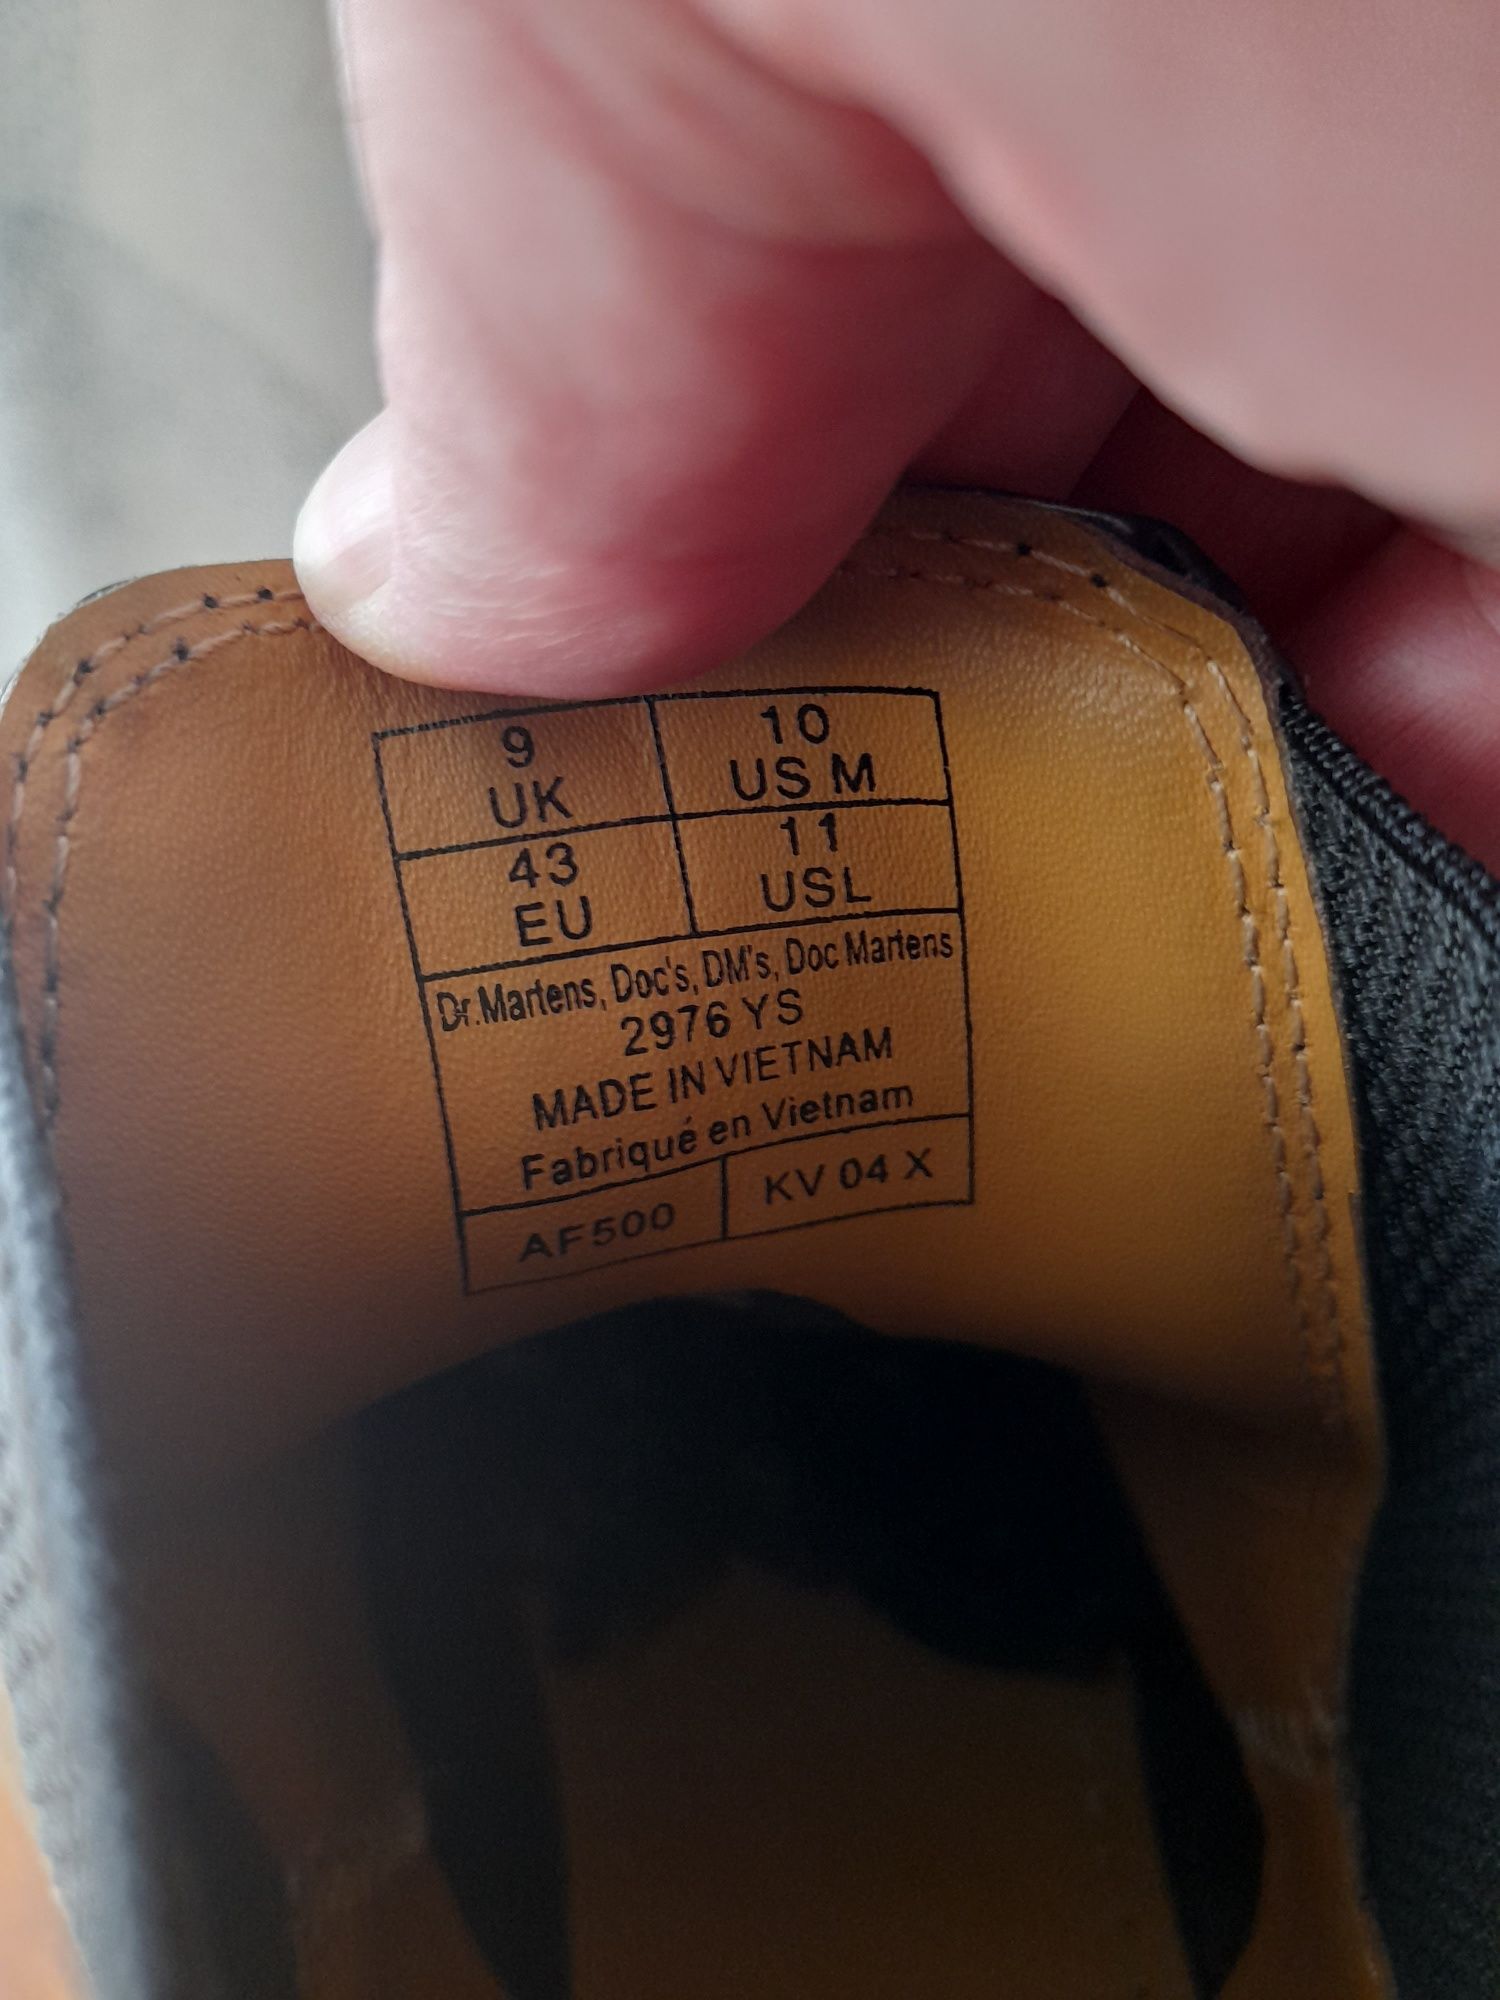 9
UK
10
US M
43
EU
11
USL
Dr.Martens, Doc's, DM's, Doc Martens
2976 YS
MADE IN VIETNAM
Fabriqué en Vietnam
AF500
KV 04 X